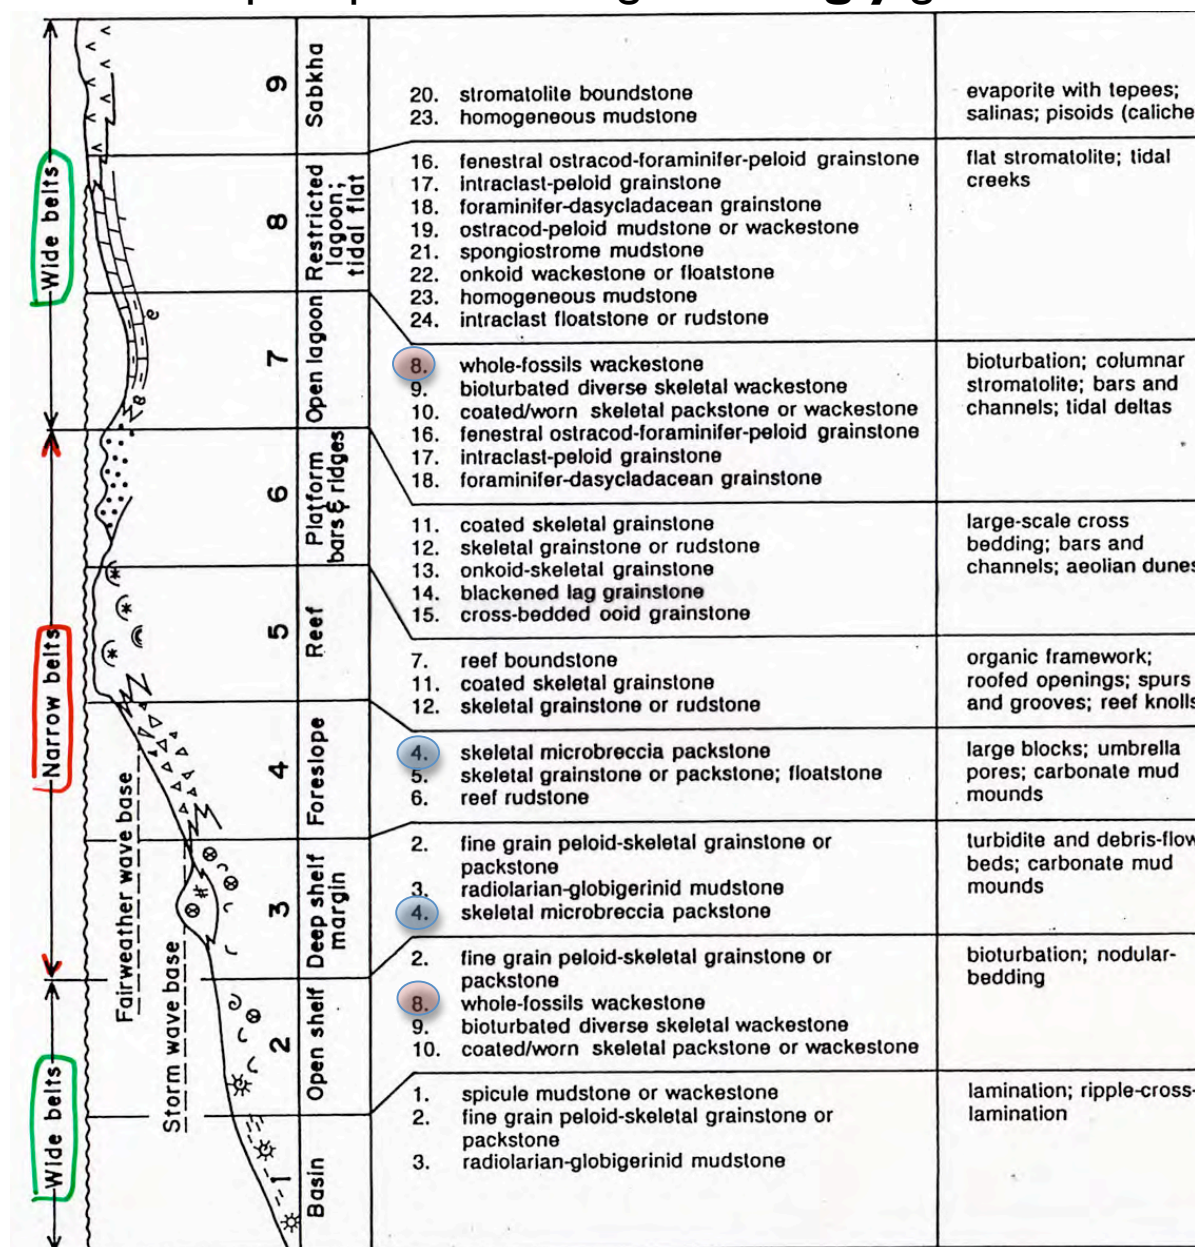 Wide belts
Narrow belts
Wide belts
Fairweather wave base
Storm wave base
e
e
9
Sabkha
20. stromatolite boundstone
23. homogeneous mudstone
evaporite with tepees;
salinas; pisoids (caliche
8
Restricted
lagoon;
tidal flat
16. fenestral ostracod-foraminifer-peloid grainstone
17. intraclast-peloid grainstone
18. foraminifer-dasycladacean grainstone
19. ostracod-peloid mudstone or wackestone
21. spongiostrome mudstone
22. onkoid wackestone or floatstone
23. homogeneous mudstone
24. intraclast floatstone or rudstone
flat stromatolite; tidal
creeks
7
Open lagoon
8. whole-fossils wackestone
9. bioturbated diverse skeletal wackestone
10. coated/worn skeletal packstone or wackestone
16. fenestral ostracod-foraminifer-peloid grainstone
17. intraclast-peloid grainstone
18. foraminifer-dasycladacean grainstone
bioturbation; columnar
stromatolite; bars and
channels; tidal deltas
6
Platform
bars & ridges
11. coated skeletal grainstone
12. skeletal grainstone or rudstone
13. onkoid-skeletal grainstone
14. blackened lag grainstone
15. cross-bedded ooid grainstone
large-scale cross
bedding; bars and
channels; aeolian dunes
5
Reef
7. reef boundstone
11. coated skeletal grainstone
12. skeletal grainstone or rudstone
organic framework;
roofed openings; spurs
and grooves; reef knolls
4
Foreslope
4. skeletal microbreccia packstone
5. skeletal grainstone or packstone; floatstone
6. reef rudstone
large blocks; umbrella
pores; carbonate mud
mounds
3
Deep shelf
margin
2. fine grain peloid-skeletal grainstone or
packstone
3. radiolarian-globigerinid mudstone
4. skeletal microbreccia packstone
turbidite and debris-flow
beds; carbonate mud
mounds
2
Open shelf
2. fine grain peloid-skeletal grainstone or
packstone
8. whole-fossils wackestone
9. bioturbated diverse skeletal wackestone
10. coated/worn skeletal packstone or wackestone
bioturbation; nodular-
bedding
1
Basin
1. spicule mudstone or wackestone
2. fine grain peloid-skeletal grainstone or
packstone
3. radiolarian-globigerinid mudstone
lamination; ripple-cross-
lamination